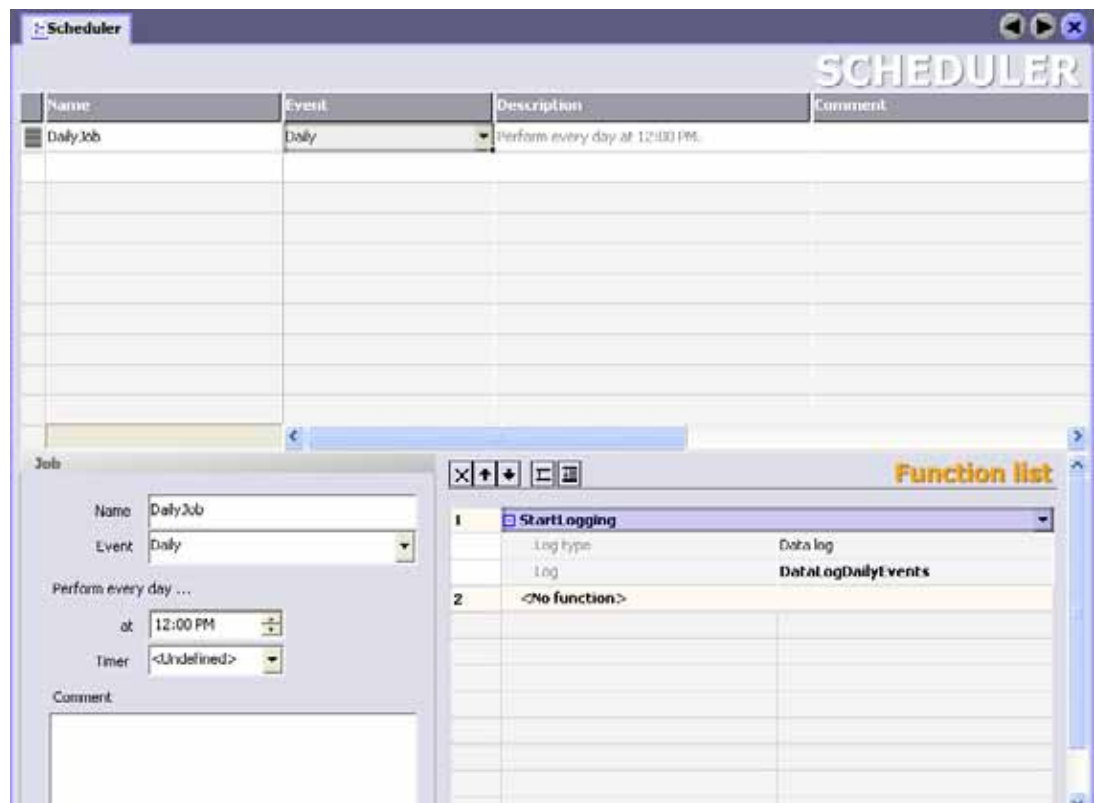 Scheduler
SCHEDULER
Name Event Description Comment
DailyJob Daily Perform every day at 12:00 PM.
Job
Name DailyJob
Event Daily
Perform every day ...
at 12:00 PM
Timer <Undefined>
Comment
Function list
1 StartLogging
Log type Data log
Log DataLogDailyEvents
2 <No function>